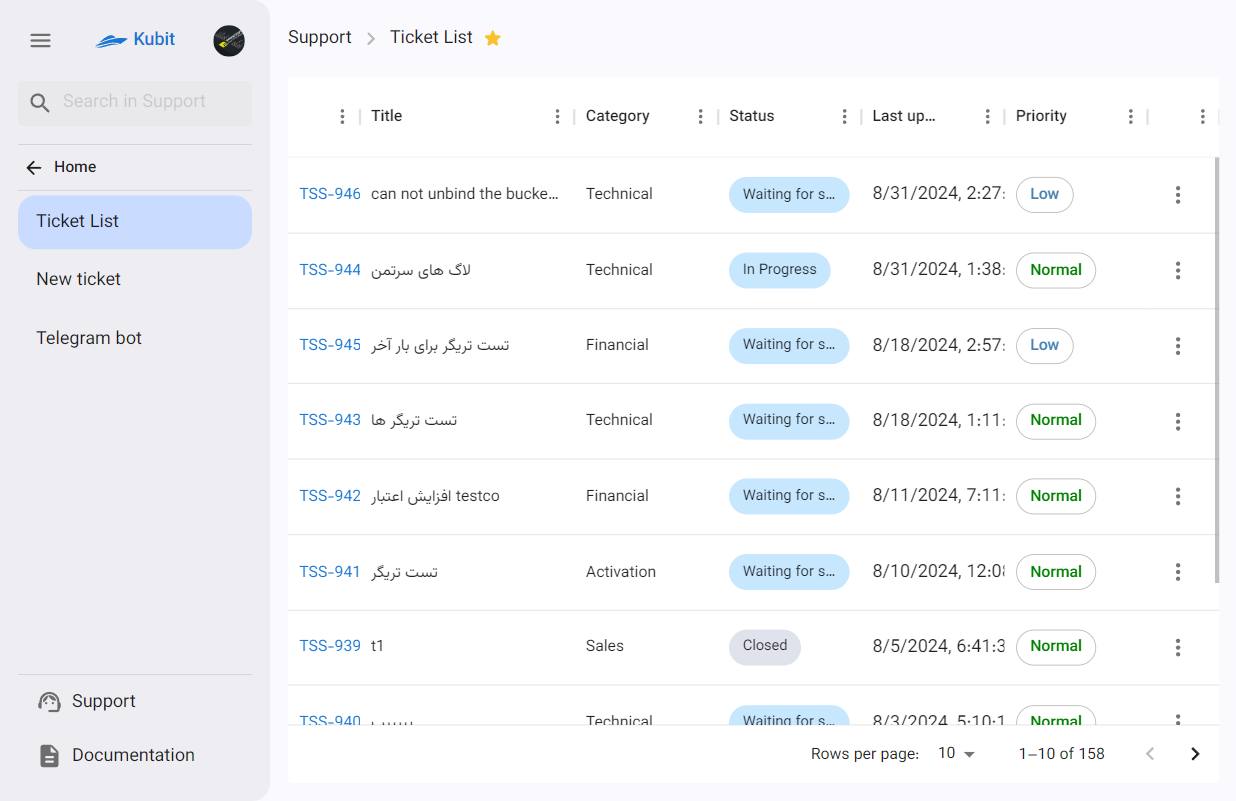 Kubit
Support
Ticket List
Search in Support
Home
Ticket List
New ticket
Telegram bot
Support
Documentation
Title Category Status Last up... Priority
TSS-946 can not unbind the bucke... Technical Waiting for s... 8/31/2024, 2:27: Low
TSS-944 لاگ های سرتمن Technical In Progress 8/31/2024, 1:38: Normal
TSS-945 تست تریگر برای بار آخر Financial Waiting for s... 8/18/2024, 2:57: Low
TSS-943 تست تریگر ها Technical Waiting for s... 8/18/2024, 1:11: Normal
TSS-942 افزایش اعتبار testco Financial Waiting for s... 8/11/2024, 7:11: Normal
TSS-941 تست تریگر Activation Waiting for s... 8/10/2024, 12:08 Normal
TSS-939 t1 Sales Closed 8/5/2024, 6:41:3 Normal
TSS-940 Technical Waiting for s... 8/3/2024, 5:10:1 Normal
Rows per page: 10 1–10 of 158